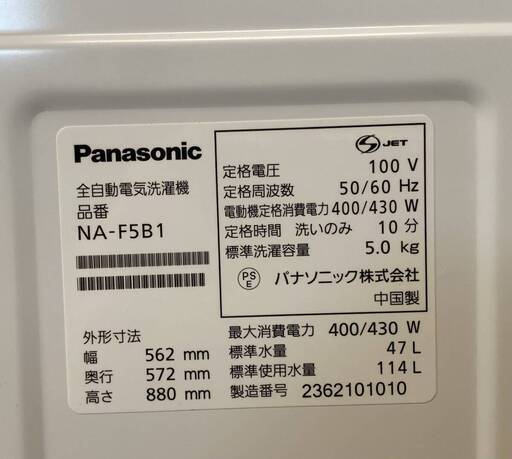 Panasonic
全自動電気洗濯機
品番
NA-F5B1
外形寸法
幅 562 mm
奥行 572 mm
高さ 880 mm
S JET
定格電圧 100 V
定格周波数 50/60 Hz
電動機定格消費電力 400/430 W
定格時間 洗いのみ 10 分
標準洗濯容量 5.0 kg
PS
E
パナソニック株式会社
中国製
最大消費電力 400/430 W
標準水量 47 L
標準使用水量 114 L
製造番号 2362101010